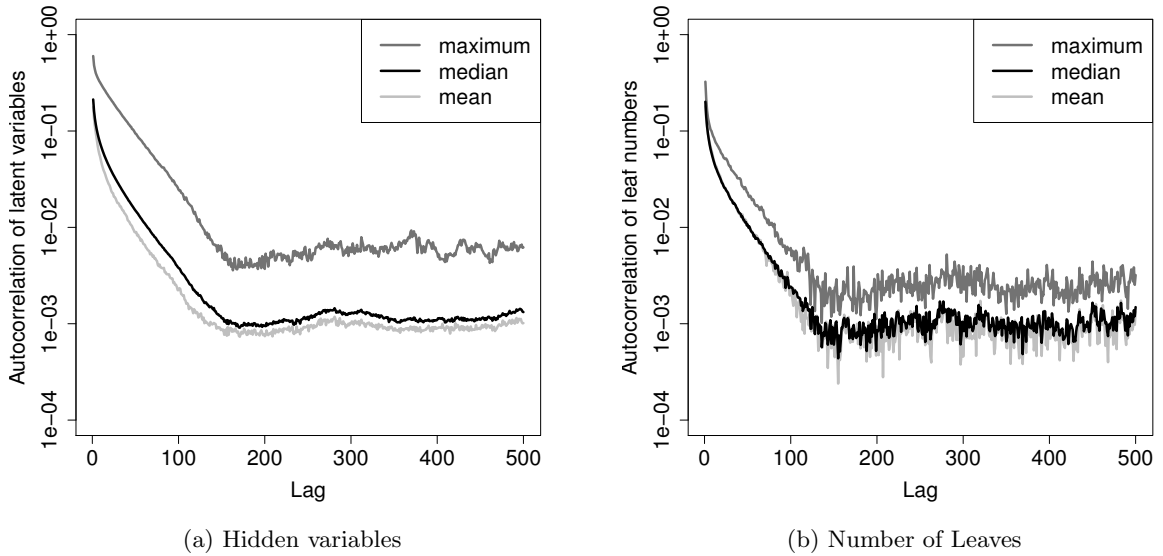 1e+00
1e−01
1e−02
1e−03
1e−04
Autocorrelation of latent variables
maximum
median
mean
0 100 200 300 400 500
Lag
(a) Hidden variables
1e+00
1e−01
1e−02
1e−03
1e−04
Autocorrelation of leaf numbers
maximum
median
mean
0 100 200 300 400 500
Lag
(b) Number of Leaves